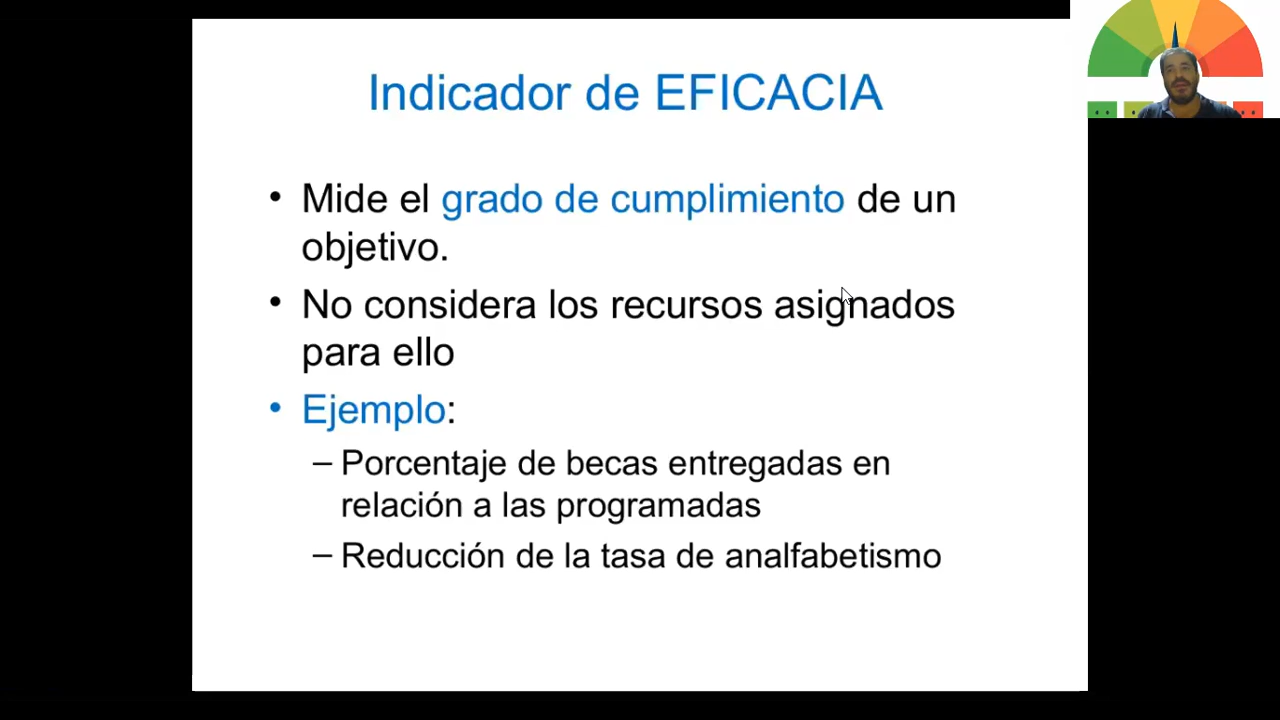 Indicador de EFICACIA
• Mide el grado de cumplimiento de un
objetivo.
• No considera los recursos asignados
para ello
• Ejemplo:
– Porcentaje de becas entregadas en
relación a las programadas
– Reducción de la tasa de analfabetismo